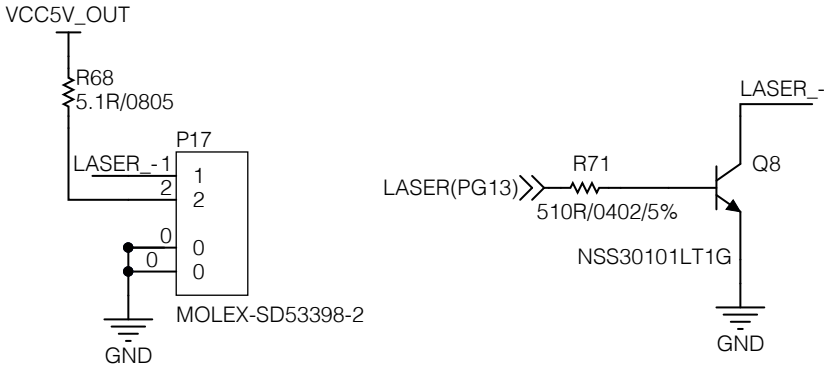 VCC5V_OUT
R68
5.1R/0805
P17
LASER_- 1 1
2 2
0 0
0 0
MOLEX-SD53398-2
GND
LASER_-
R71
Q8
LASER(PG13)
510R/0402/5%
NSS30101LT1G
GND